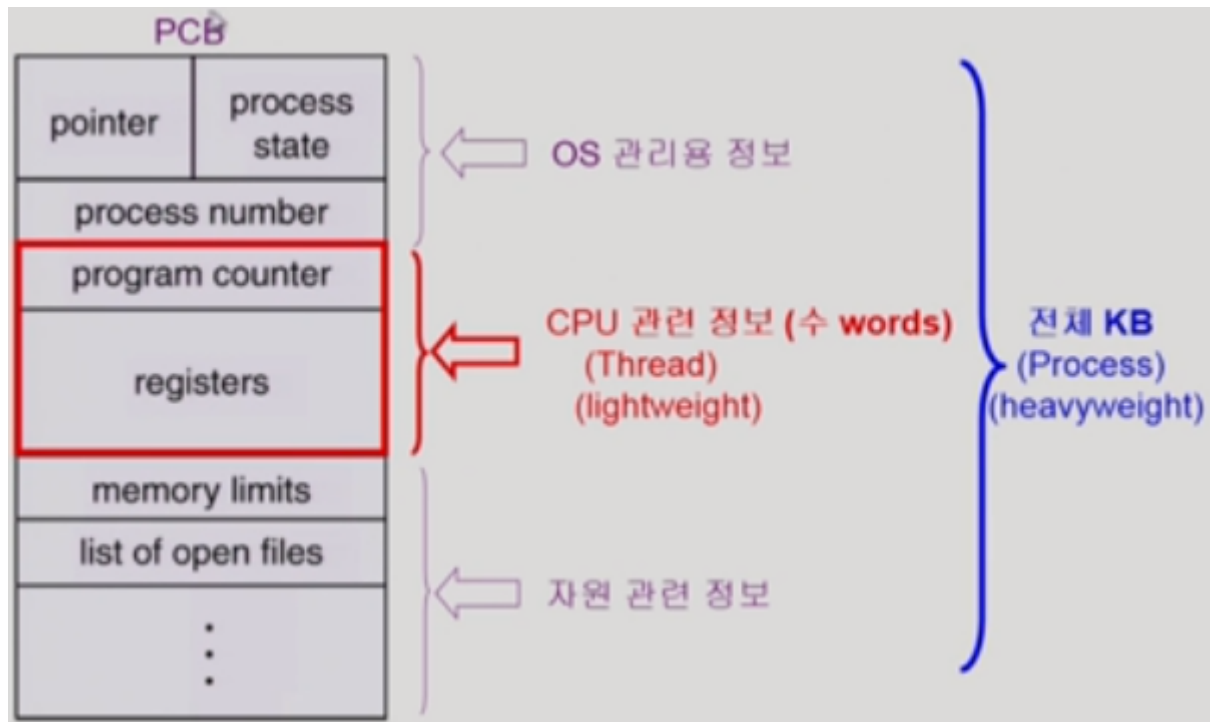 PCB
pointer
process
state
process number
program counter
registers
memory limits
list of open files
OS 관리용 정보
CPU 관련 정보 (수 words)
(Thread)
(lightweight)
자원 관련 정보
전체 KB
(Process)
(heavyweight)